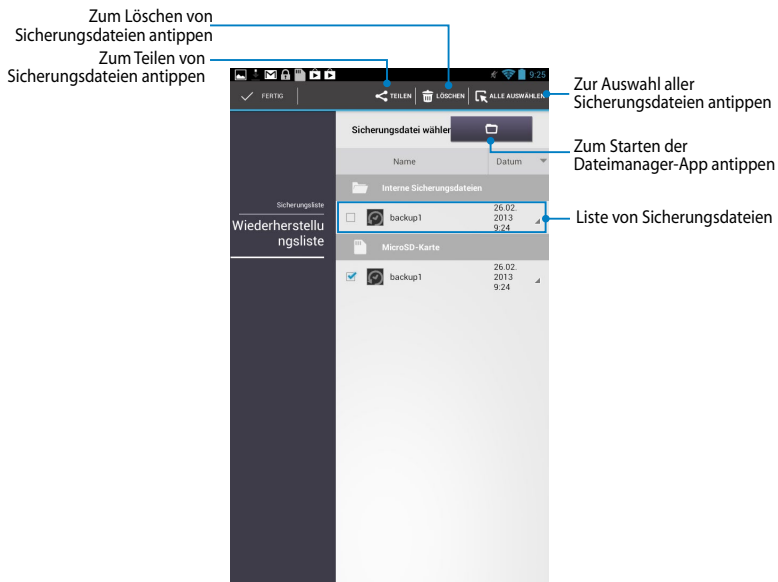 Zum Löschen von
Sicherungsdateien antippen
Zum Teilen von
Sicherungsdateien antippen
9:25
FERTIG
TEILEN
LÖSCHEN
ALLE AUSWÄHLEN
Zur Auswahl aller
Sicherungsdateien antippen
Sicherungsdatei wählen
Zum Starten der
Dateimanager-App antippen
Name
Datum
Interne Sicherungsdateien
Sicherungsliste
Wiederherstellu
ngsliste
backup1
26.02.
2013
9:24
Liste von Sicherungsdateien
MicroSD-Karte
backup1
26.02.
2013
9:24